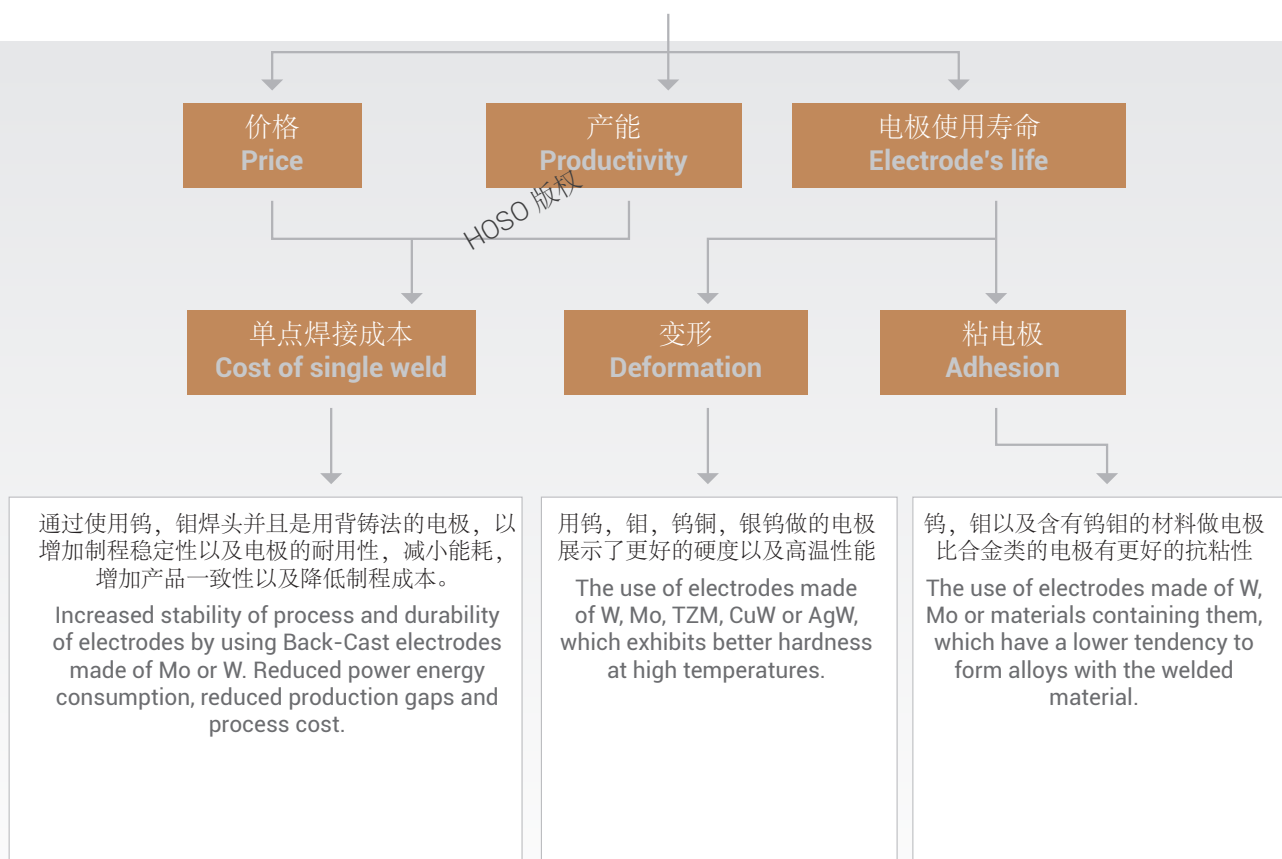 价格
Price
产能
Productivity
电极使用寿命
Electrode's life
HOSO 版权
单点焊接成本
Cost of single weld
变形
Deformation
粘电极
Adhesion
通过使用钨，钼焊头并且是用背铸法的电极，以
增加制程稳定性以及电极的耐用性，减小能耗，
增加产品一致性以及降低制程成本。
Increased stability of process and durability
of electrodes by using Back-Cast electrodes
made of Mo or W. Reduced power energy
consumption, reduced production gaps and
process cost.
用钨，钼，钨铜，银钨做的电极
展示了更好的硬度以及高温性能
The use of electrodes made
of W, Mo, TZM, CuW or AgW,
which exhibits better hardness
at high temperatures.
钨，钼以及含有钨钼的材料做电极
比合金类的电极有更好的抗粘性
The use of electrodes made of W,
Mo or materials containing them,
which have a lower tendency to
form alloys with the welded
material.